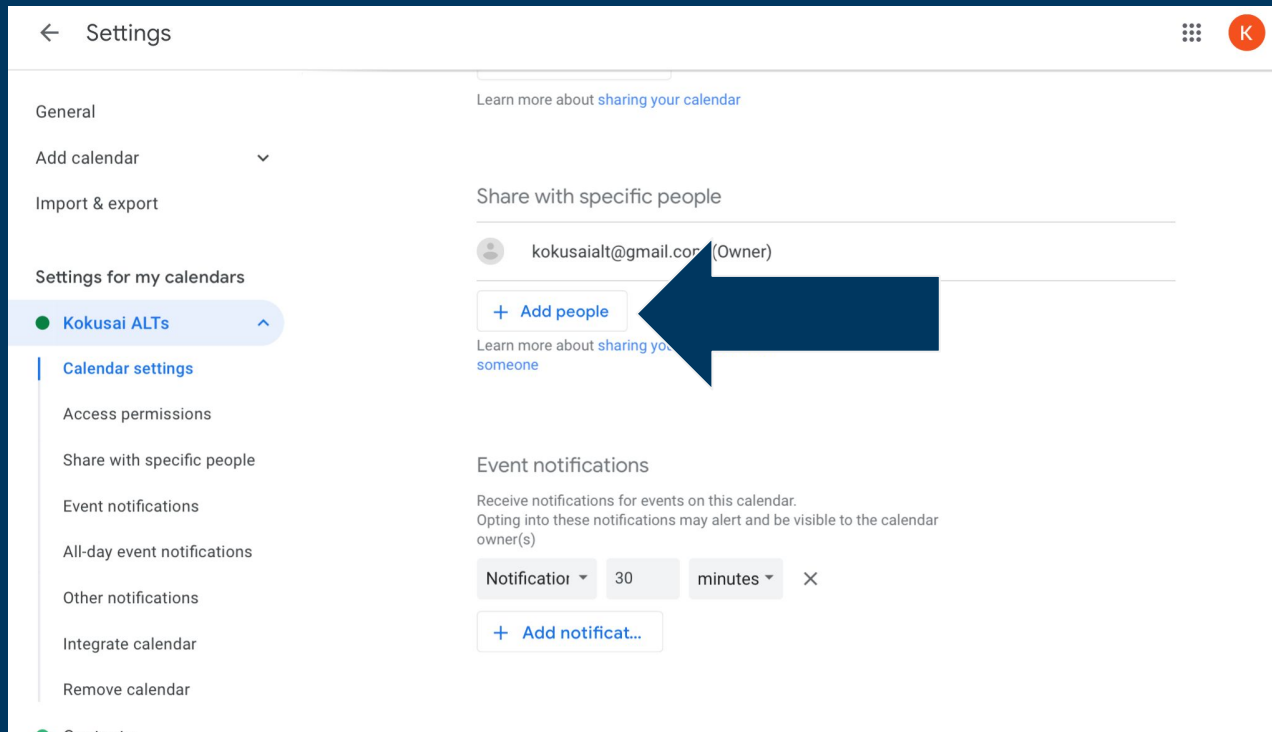 Settings
K
General
Add calendar
Import & export
Settings for my calendars
Kokusai ALTs
Calendar settings
Access permissions
Share with specific people
Event notifications
All-day event notifications
Other notifications
Integrate calendar
Remove calendar
Learn more about sharing your calendar
Share with specific people
kokusaialt@gmail.com (Owner)
+ Add people
Learn more about sharing
someone
Event notifications
Receive notifications for events on this calendar.
Opting into these notifications may alert and be visible to the calendar
owner(s)
Notification 30 minutes
+ Add notificat...